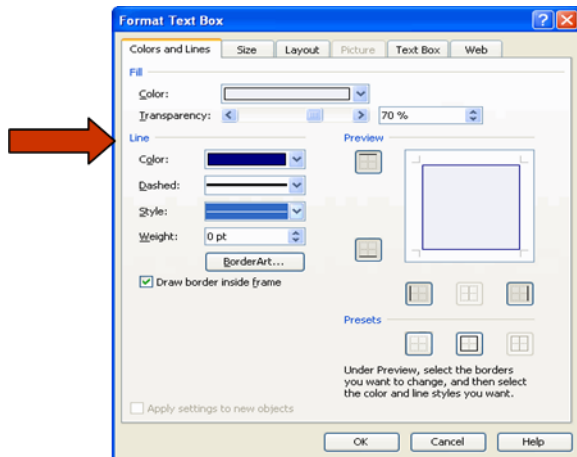 Format Text Box
Colors and Lines Size Layout Picture Text Box Web
Fill
Color:
Transparency: 70 %
Line Preview
Color:
Dashed:
Style:
Weight: 0 pt
BorderArt...
Draw border inside frame
Presets
Under Preview, select the borders
you want to change, and then select
the color and line styles you want.
Apply settings to new objects
OK Cancel Help